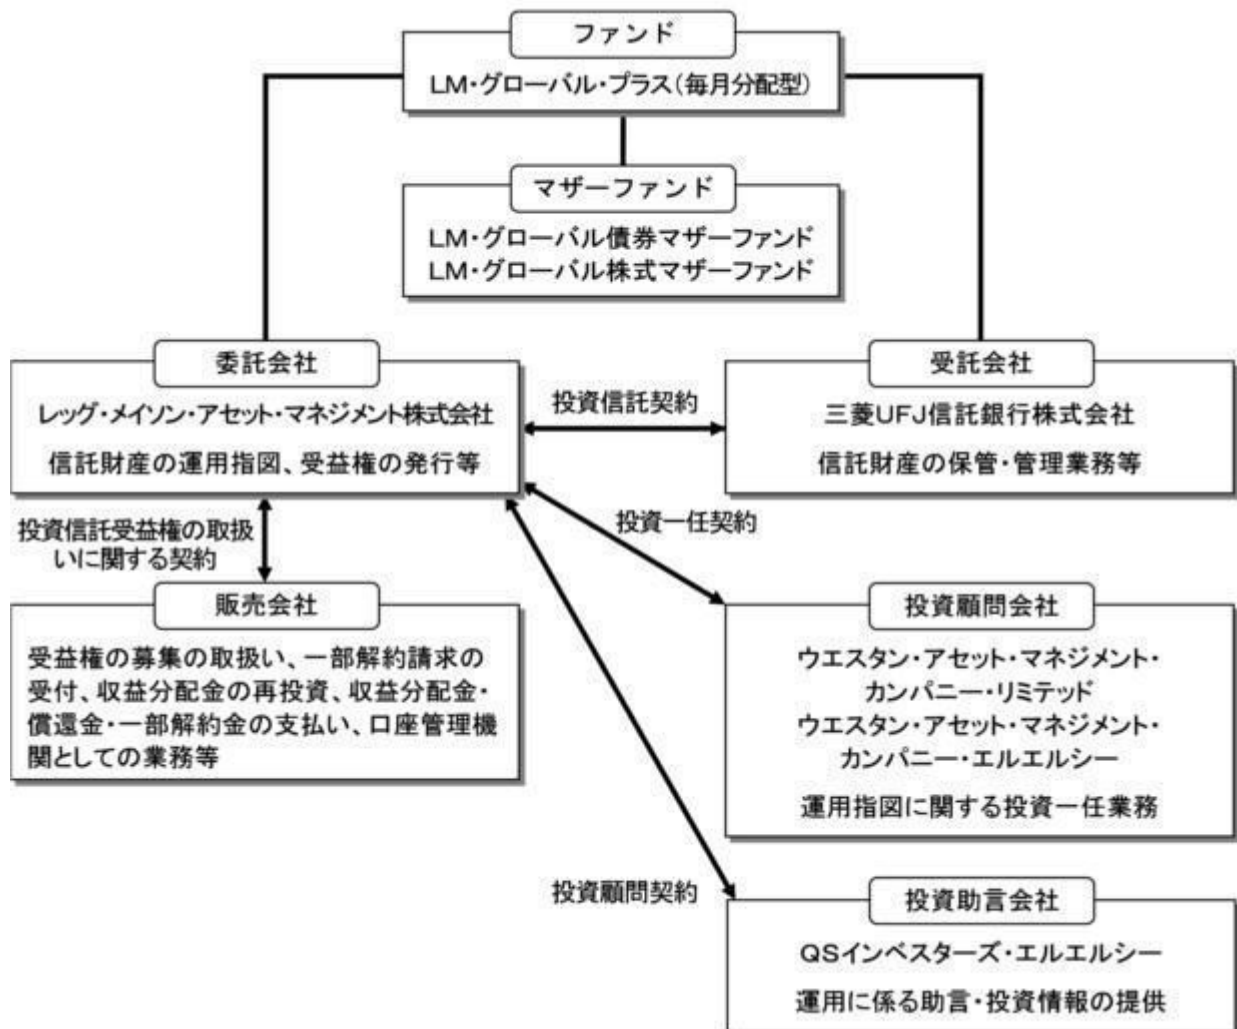 ファンド
LM・グローバル・プラス(毎月分配型)
マザーファンド
LM・グローバル債券マザーファンド
LM・グローバル株式マザーファンド
委託会社
レッグ・メイソン・アセット・マネジメント株式会社
信託財産の運用指図、受益権の発行等
投資信託契約
受託会社
三菱UFJ信託銀行株式会社
信託財産の保管・管理業務等
投資信託受益権の取扱
いに関する契約
投資一任契約
販売会社
受益権の募集の取扱い、一部解約請求の
受付、収益分配金の再投資、収益分配金・
償還金・一部解約金の支払い、口座管理機
関としての業務等
投資顧問会社
ウエスタン・アセット・マネジメント・
カンパニー・リミテッド
ウエスタン・アセット・マネジメント・
カンパニー・エルエルシー
運用指図に関する投資一任業務
投資顧問契約
投資助言会社
QSインベスターズ・エルエルシー
運用に係る助言・投資情報の提供